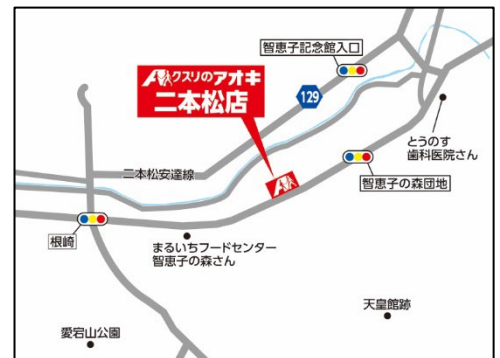 智恵子記念館入口
クスリのアオキ
二本松店
129
とうのす
歯科医院さん
二本松安達線
智恵子の森団地
根崎
まるいちフードセンター
智恵子の森さん
天皇館跡
愛宕山公園